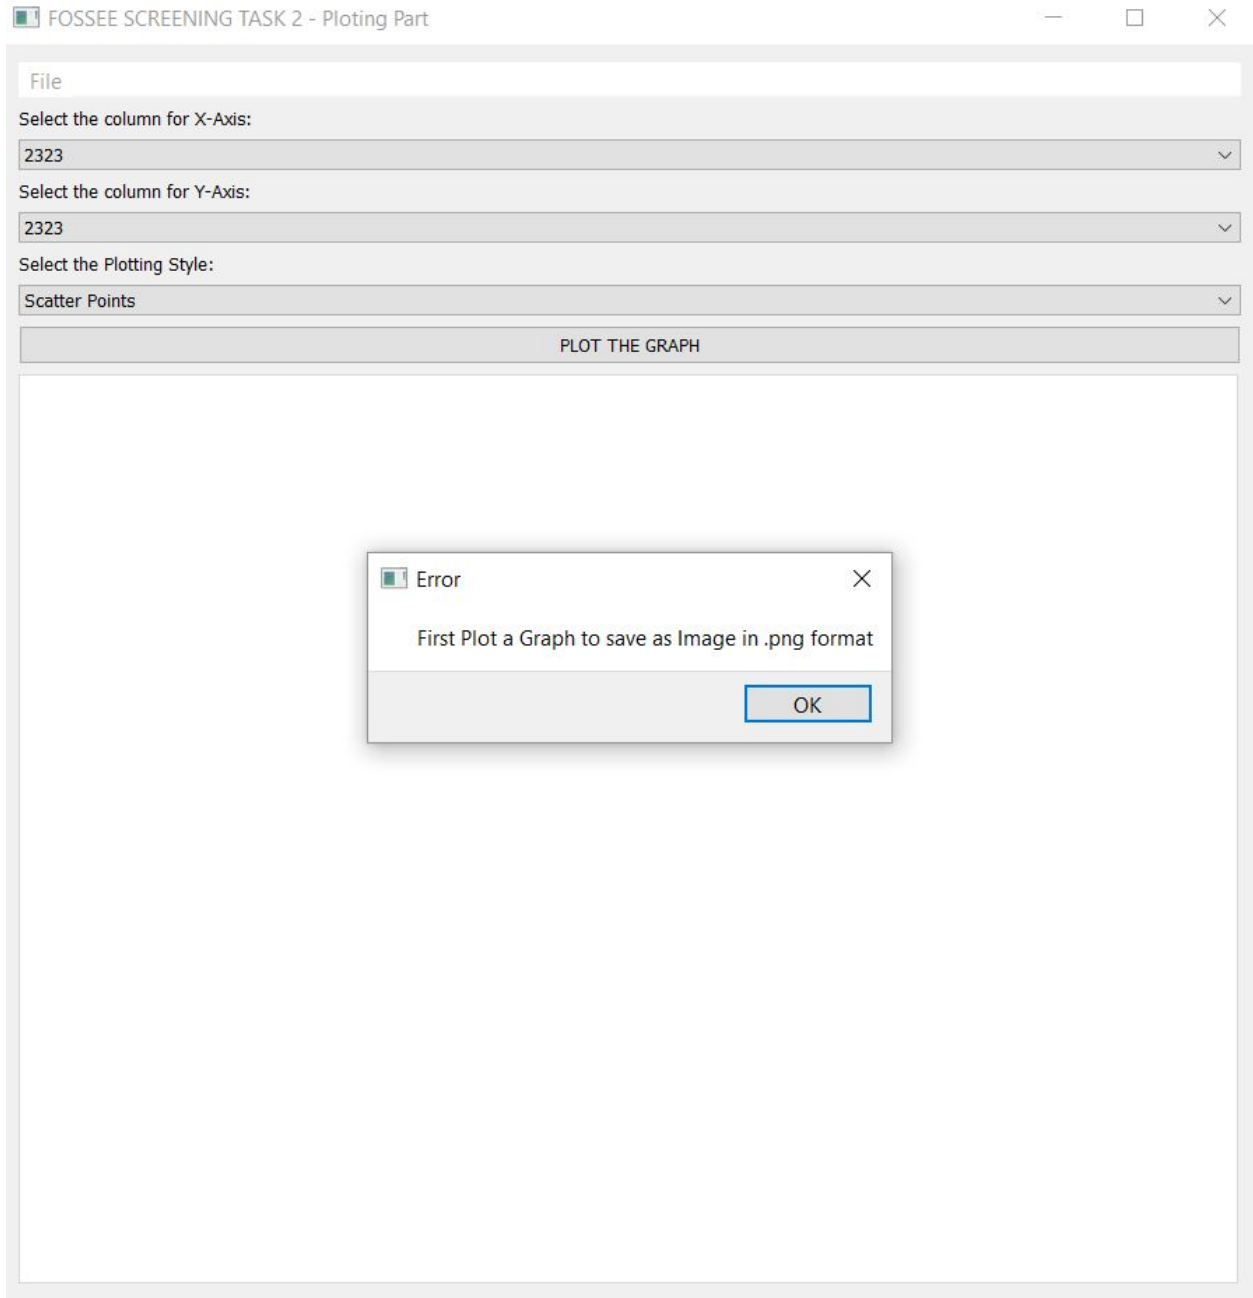 FOSSEE SCREENING TASK 2 - Ploting Part
File
Select the column for X-Axis:
2323
Select the column for Y-Axis:
2323
Select the Plotting Style:
Scatter Points
PLOT THE GRAPH
Error
First Plot a Graph to save as Image in .png format
OK